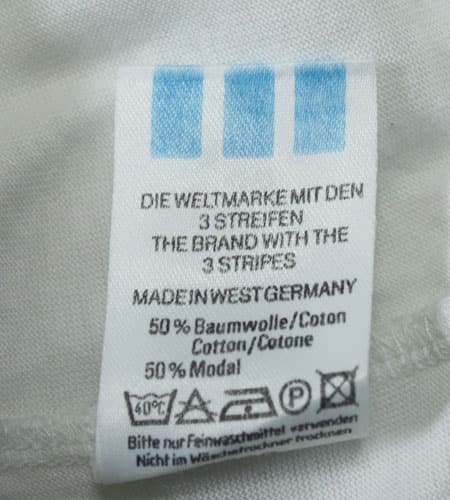 DIE WELTMARKE MIT DEN
3 STREIFEN
THE BRAND WITH THE
3 STRIPES
MADE IN WEST GERMANY
50 % Baumwolle/Coton
Cotton/Cotone
50 % Modal
40°C P
Bitte nur Feinwaschmittel verwenden
Nicht im Wäschetrockner trocknen